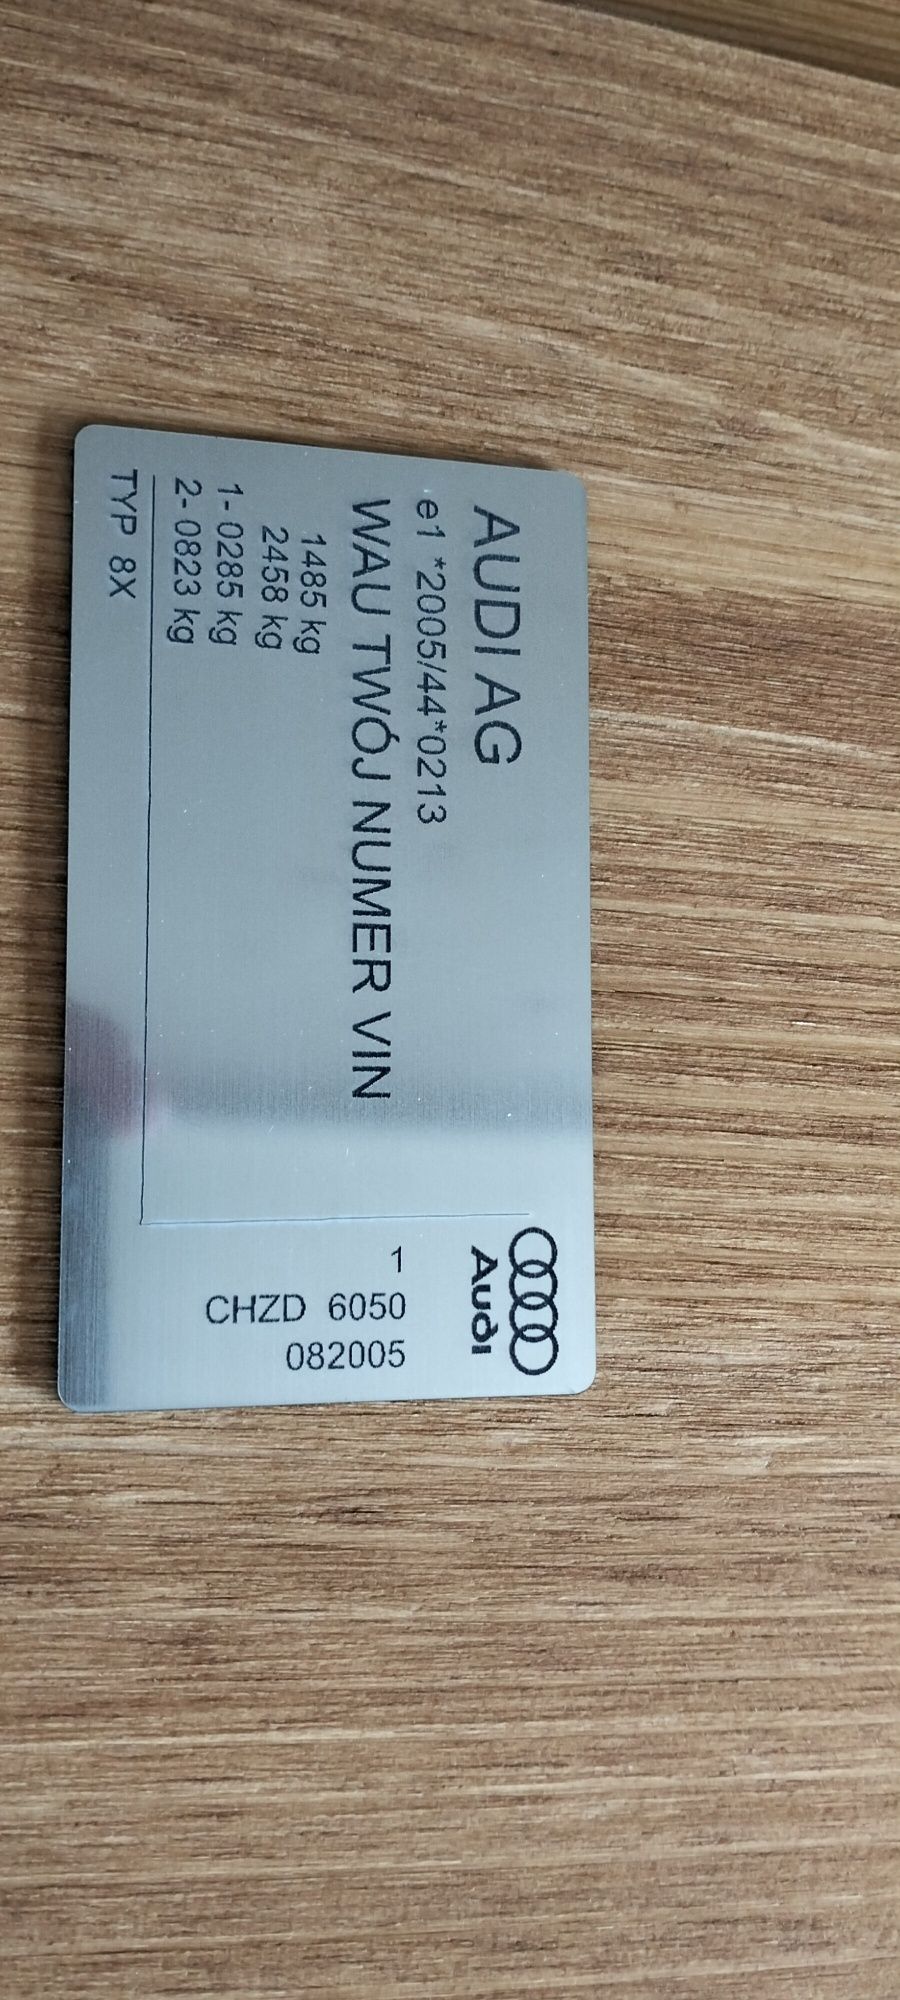 AUDI AG
e1 *2005/44*0213
WAU TWÓJ NUMER VIN
1485 kg
2458 kg
1- 0285 kg
2- 0823 kg
TYP 8X
Audi
1
CHZD 6050
082005